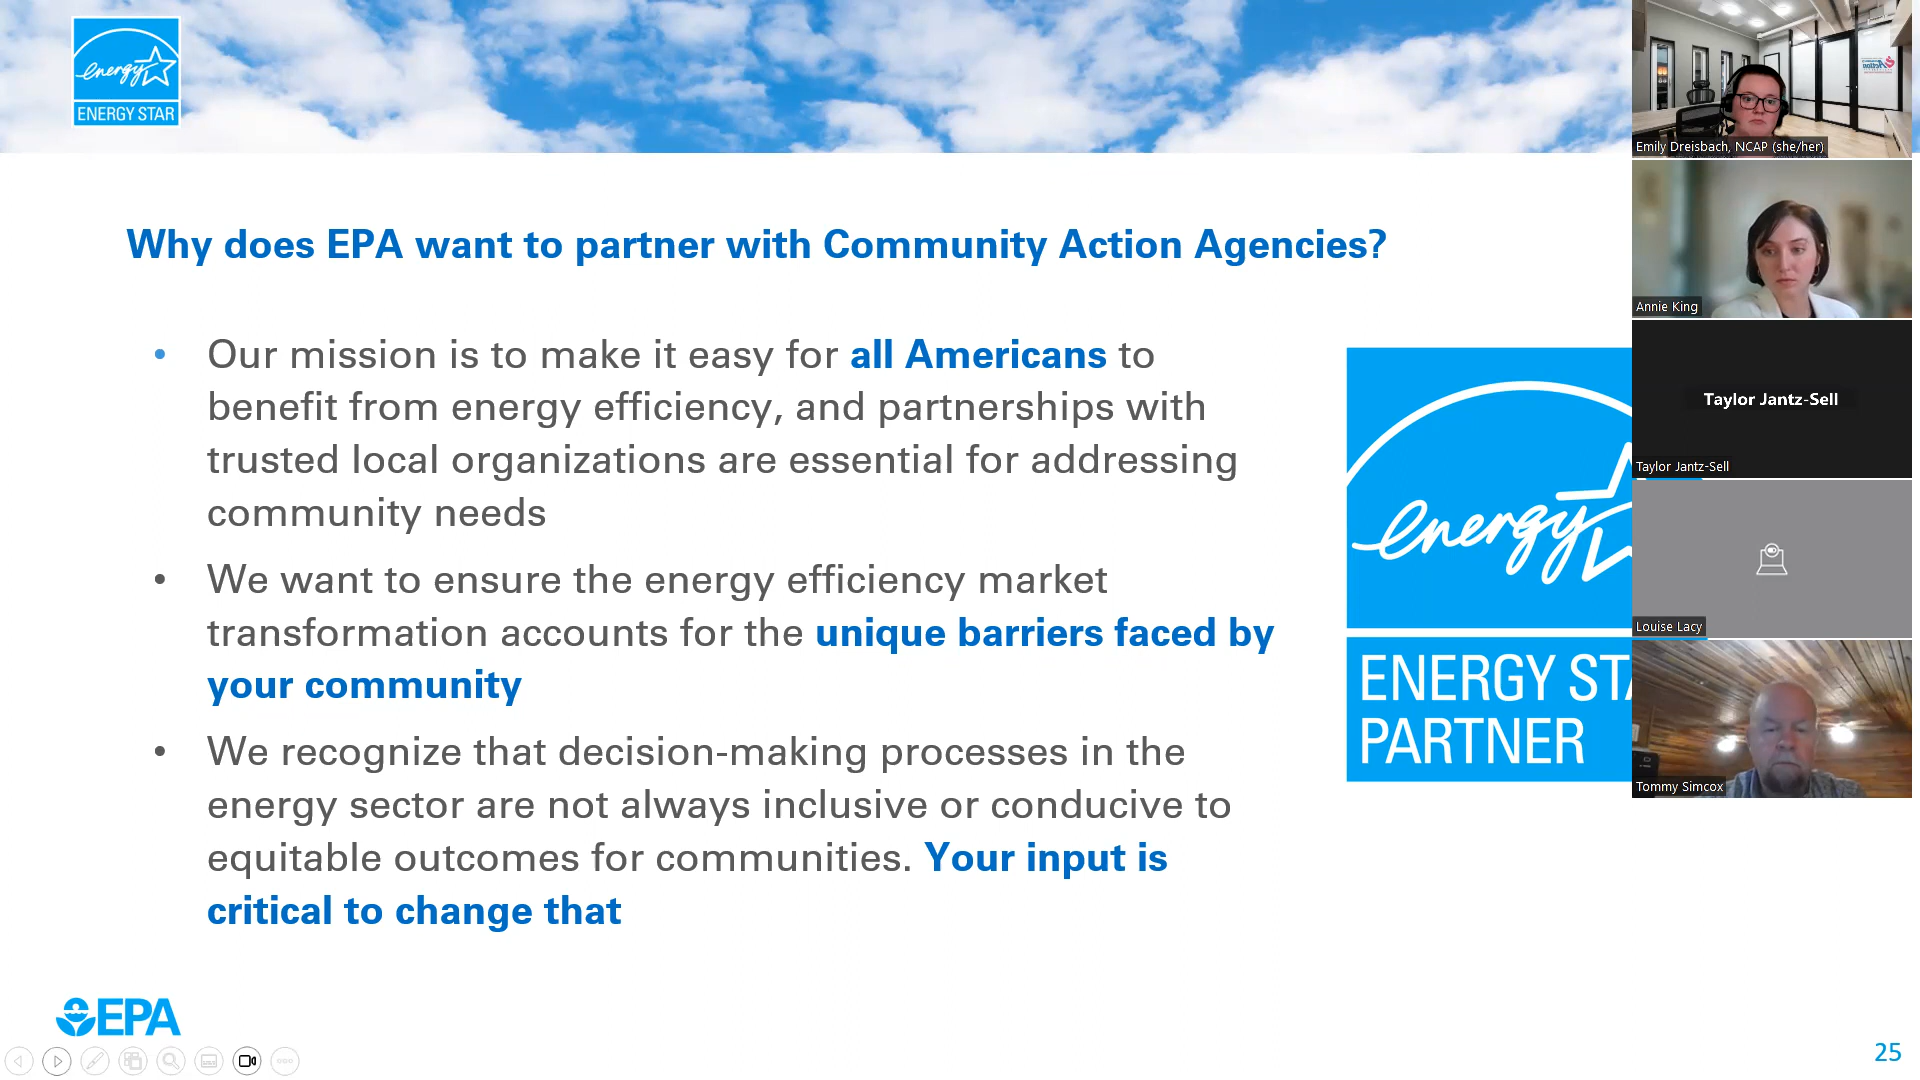 energy
ENERGY STAR
Why does EPA want to partner with Community Action Agencies?
• Our mission is to make it easy for all Americans to
benefit from energy efficiency, and partnerships with
trusted local organizations are essential for addressing
community needs
• We want to ensure the energy efficiency market
transformation accounts for the unique barriers faced by
your community
• We recognize that decision-making processes in the
energy sector are not always inclusive or conducive to
equitable outcomes for communities. Your input is
critical to change that
energy
ENERGY STA
PARTNER
EPA
25
Action
Emily Dreisbach, NCAP (she/her)
Annie King
Taylor Jantz-Sell
Taylor Jantz-Sell
Louise Lacy
Tommy Simcox